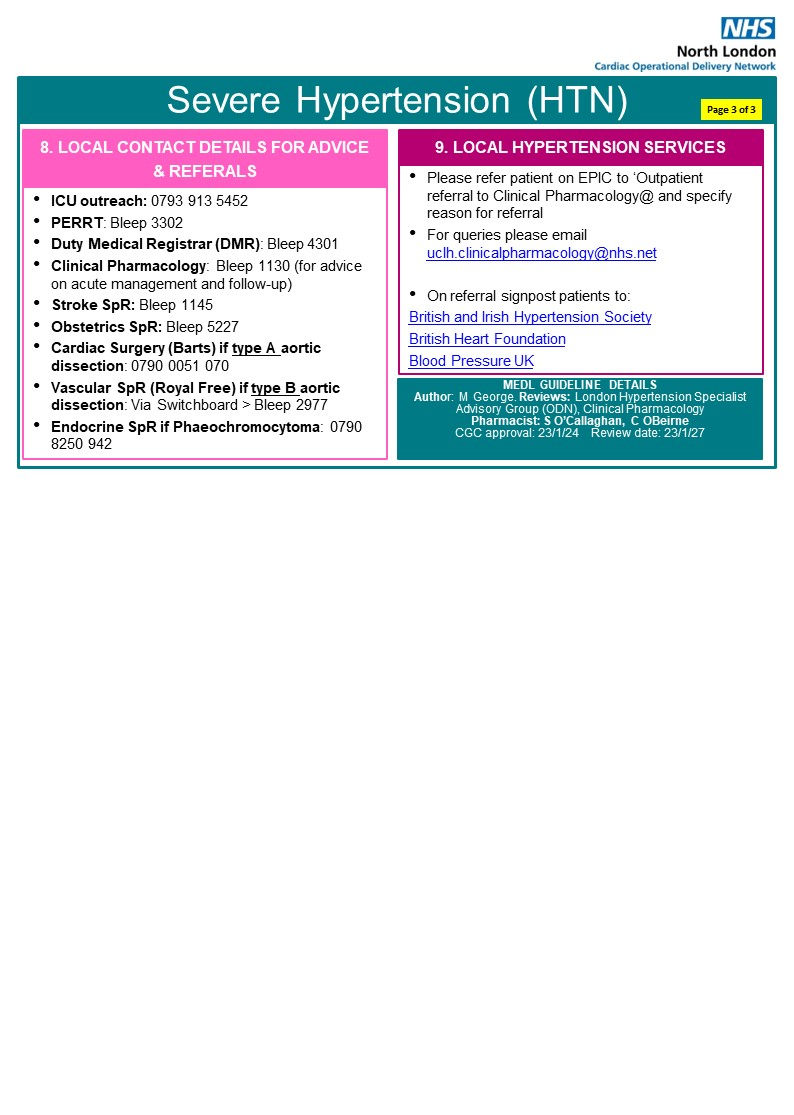 NHS
North London
Cardiac Operational Delivery Network
Severe Hypertension (HTN)
Page 3 of 3
8. LOCAL CONTACT DETAILS FOR ADVICE
& REFERALS
• ICU outreach: 0793 913 5452
• PERRT: Bleep 3302
• Duty Medical Registrar (DMR): Bleep 4301
• Clinical Pharmacology: Bleep 1130 (for advice
on acute management and follow-up)
• Stroke SpR: Bleep 1145
• Obstetrics SpR: Bleep 5227
• Cardiac Surgery (Barts) if type A aortic
dissection: 0790 0051 070
• Vascular SpR (Royal Free) if type B aortic
dissection: Via Switchboard > Bleep 2977
• Endocrine SpR if Phaeochromocytoma: 0790
8250 942
9. LOCAL HYPERTENSION SERVICES
• Please refer patient on EPIC to ‘Outpatient
referral to Clinical Pharmacology@ and specify
reason for referral
• For queries please email
uclh.clinicalpharmacology@nhs.net
• On referral signpost patients to:
British and Irish Hypertension Society
British Heart Foundation
Blood Pressure UK
MEDL GUIDELINE DETAILS
Author: M George. Reviews: London Hypertension Specialist
Advisory Group (ODN), Clinical Pharmacology
Pharmacist: S O'Callaghan, C OBeirne
CGC approval: 23/1/24 Review date: 23/1/27